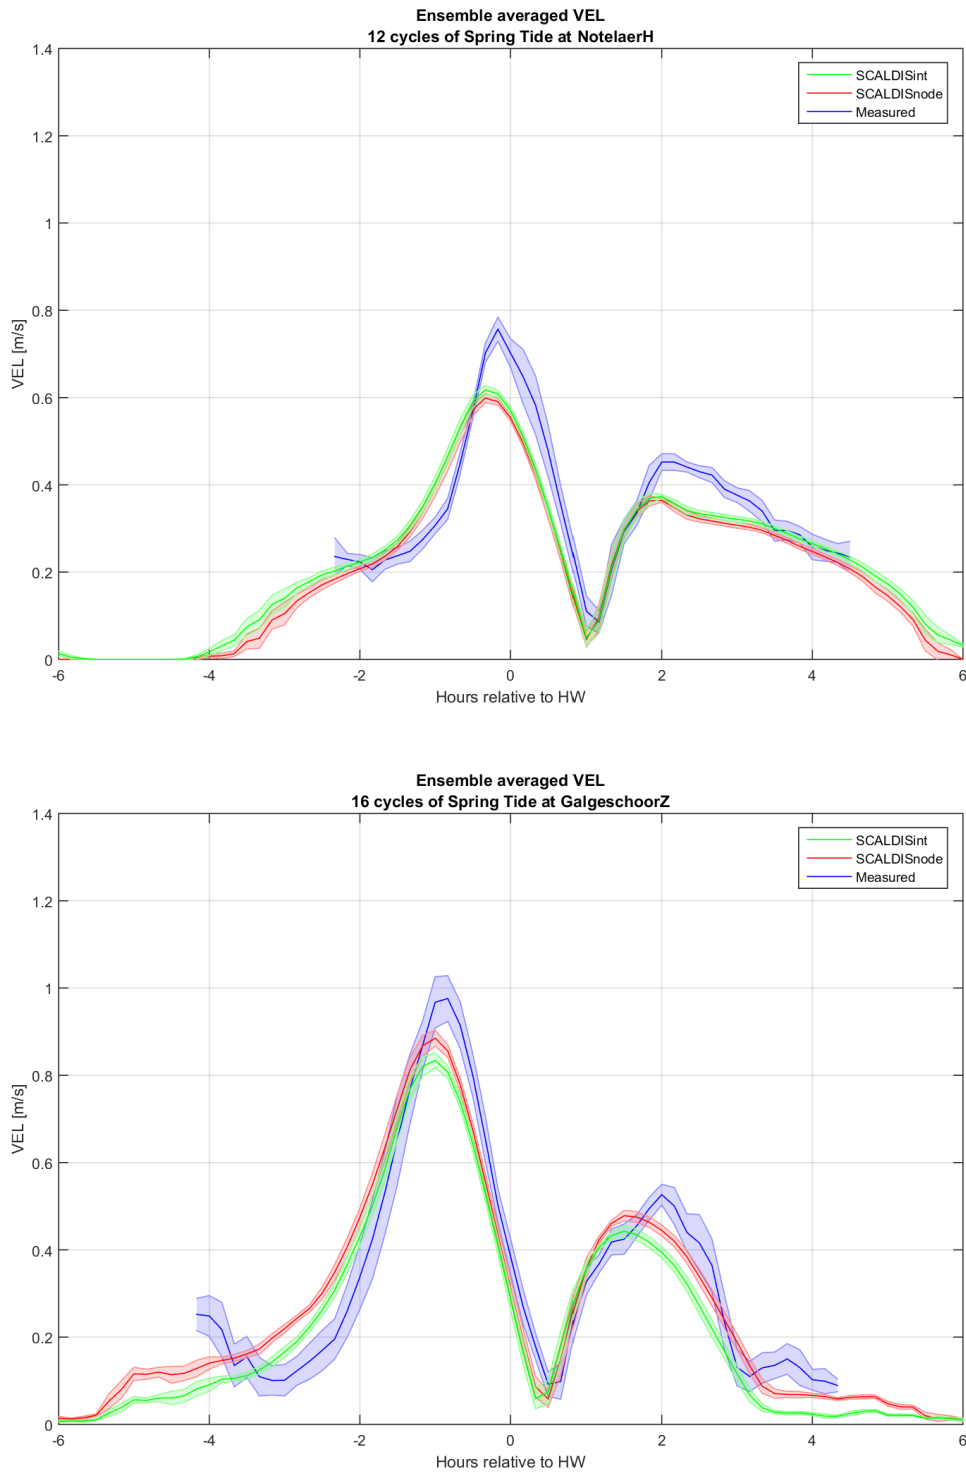 Ensemble averaged VEL
12 cycles of Spring Tide at NotelaerH
1.4
1.2
1
0.8
0.6
0.4
0.2
0
VEL [m/s]
-6 -4 -2 0 2 4 6
Hours relative to HW
SCALDISint
SCALDISnode
Measured
Ensemble averaged VEL
16 cycles of Spring Tide at GalgeschoorZ
1.4
1.2
1
0.8
0.6
0.4
0.2
0
VEL [m/s]
-6 -4 -2 0 2 4 6
Hours relative to HW
SCALDISint
SCALDISnode
Measured